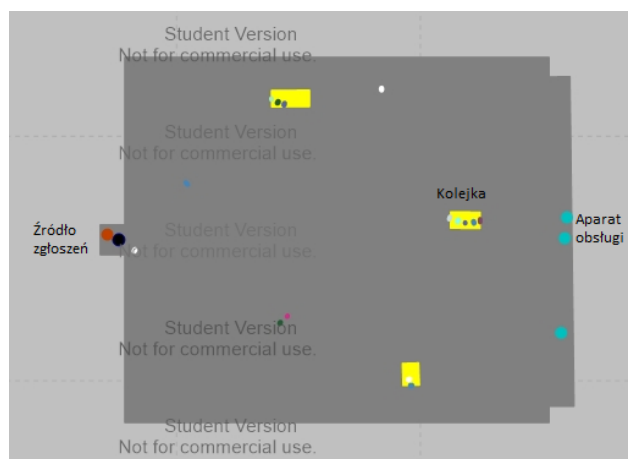 Student Version
Not for commercial use.
Student Version
Not for commercial use.
Kolejka
Źródło
zgłoszeń
Student Version
Not for commercial use.
Aparat
obsługi
Student Version
Not for commercial use.
Student Version
Not for commercial use.